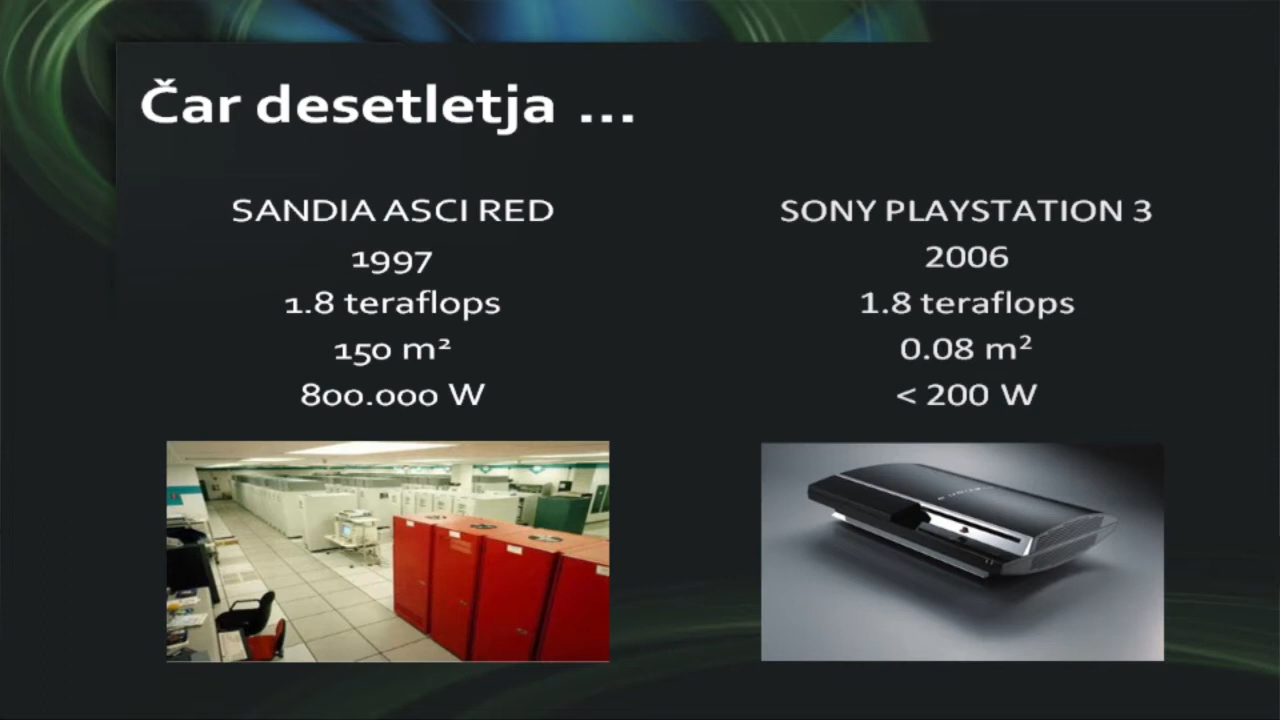 Čar desetletja ...
SANDIA ASCI RED
1997
1.8 teraflops
150 m²
800.000 W
SONY PLAYSTATION 3
2006
1.8 teraflops
0.08 m²
< 200 W